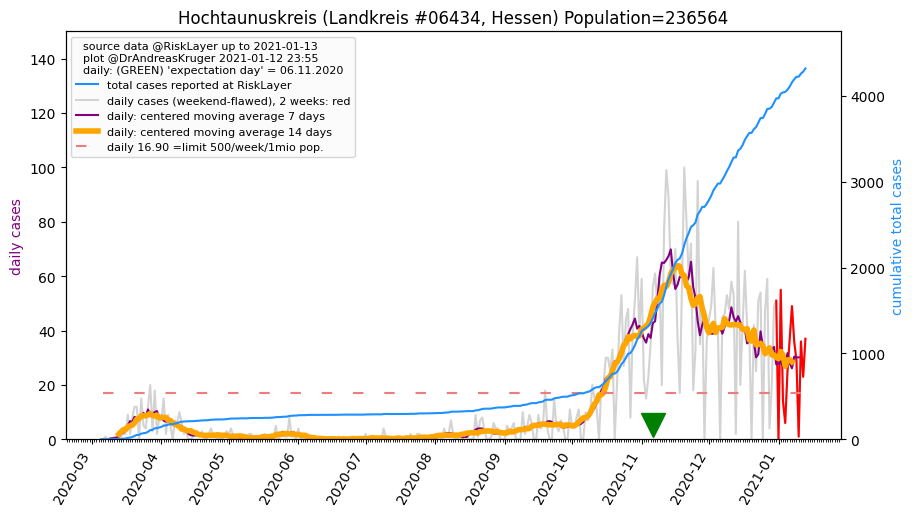 Hochtaunuskreis (Landkreis #06434, Hessen) Population=236564
source data @RiskLayer up to 2021-01-13
plot @DrAndreasKruger 2021-01-12 23:55
daily: (GREEN) 'expectation day' = 06.11.2020
total cases reported at RiskLayer
daily cases (weekend-flawed), 2 weeks: red
daily: centered moving average 7 days
daily: centered moving average 14 days
daily 16.90 =limit 500/week/1mio pop.
daily cases
140
120
100
80
60
40
20
0
cumulative total cases
4000
3000
2000
1000
0
2020-03
2020-04
2020-05
2020-06
2020-07
2020-08
2020-09
2020-10
2020-11
2020-12
2021-01